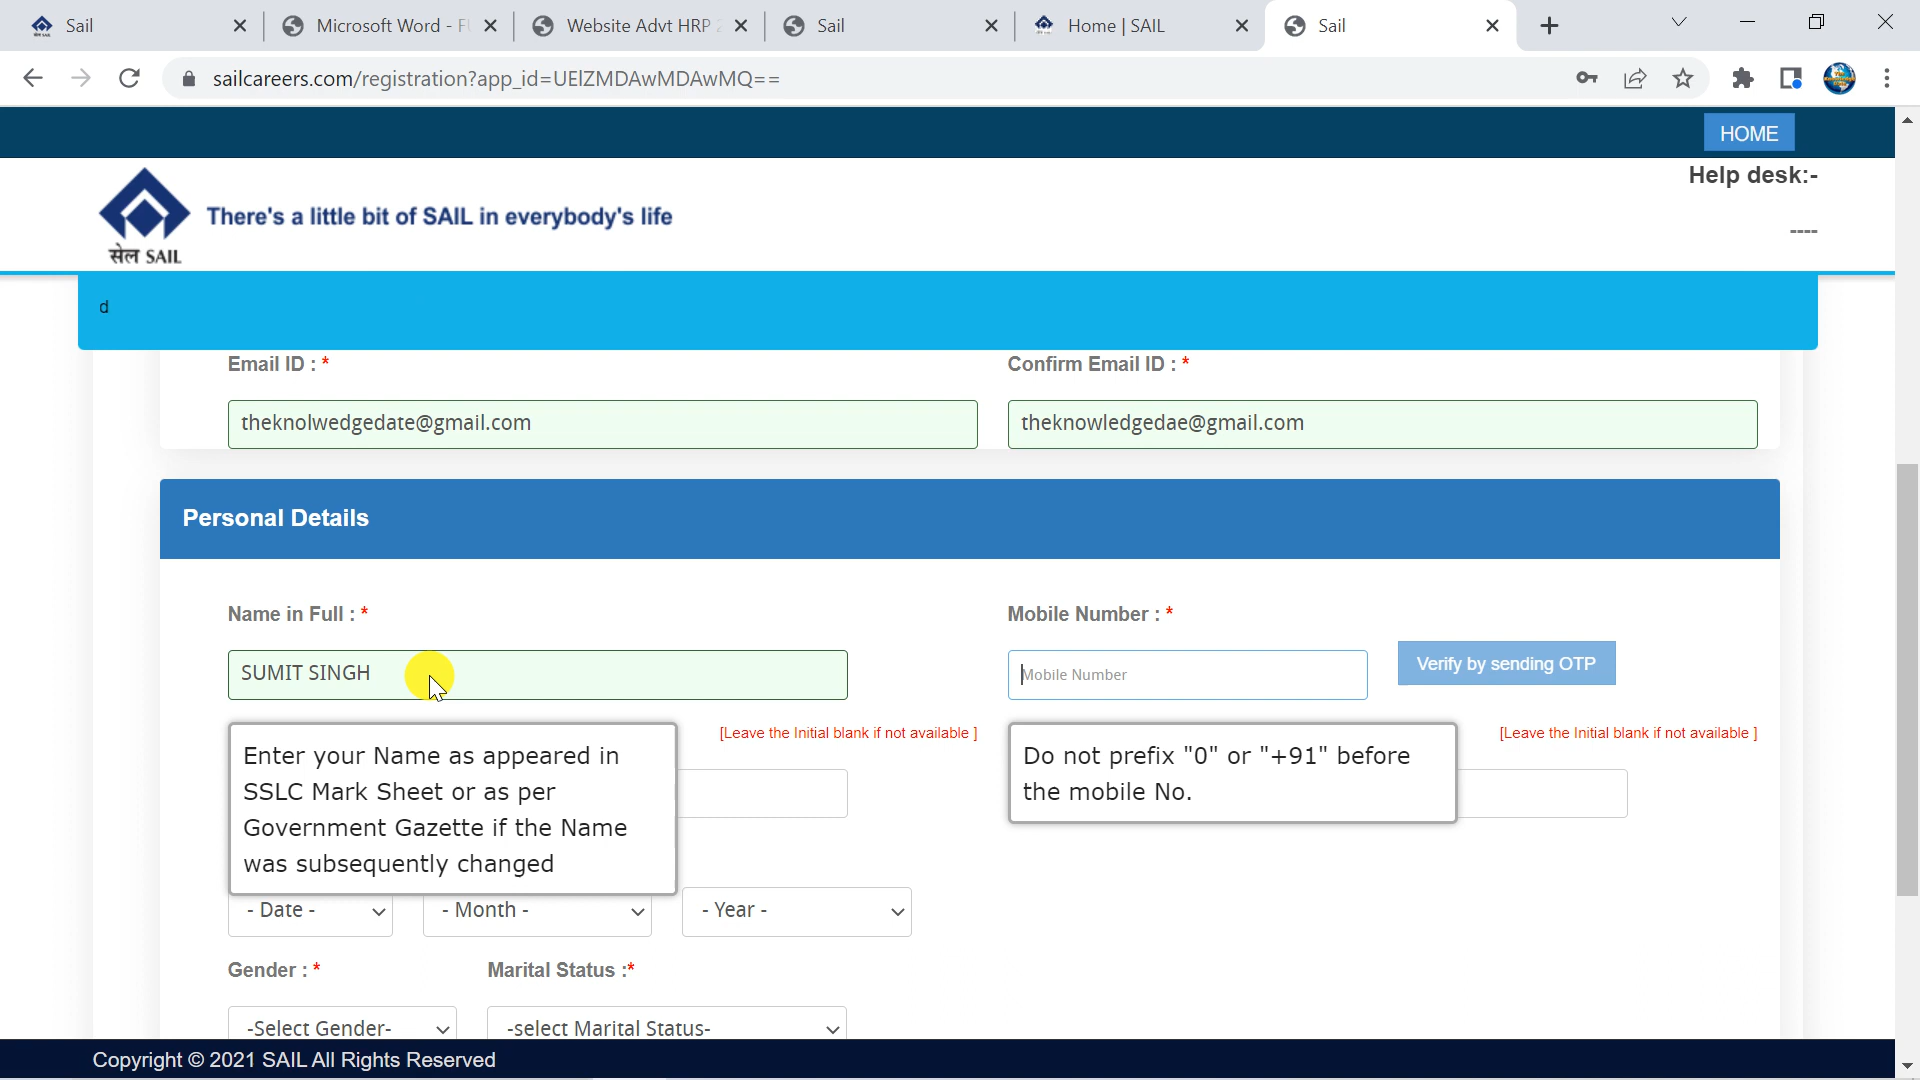 Sail
Microsoft Word - F
Website Advt HRP 2
Sail
Home | SAIL
Sail
sailcareers.com/registration?app_id=UElZMDAwMDAwMQ==
HOME
Help desk:-
सेल SAIL
There's a little bit of SAIL in everybody's life
----
d
Email ID : *
Confirm Email ID : *
theknolwedgedate@gmail.com
theknowledgedae@gmail.com
Personal Details
Name in Full : *
Mobile Number : *
SUMIT SINGH
Mobile Number
Verify by sending OTP
[Leave the Initial blank if not available ]
[Leave the Initial blank if not available ]
Enter your Name as appeared in
SSLC Mark Sheet or as per
Government Gazette if the Name
was subsequently changed
Do not prefix "0" or "+91" before
the mobile No.
- Date -
- Month -
- Year -
Gender : *
Marital Status :*
-Select Gender-
-select Marital Status-
Copyright © 2021 SAIL All Rights Reserved